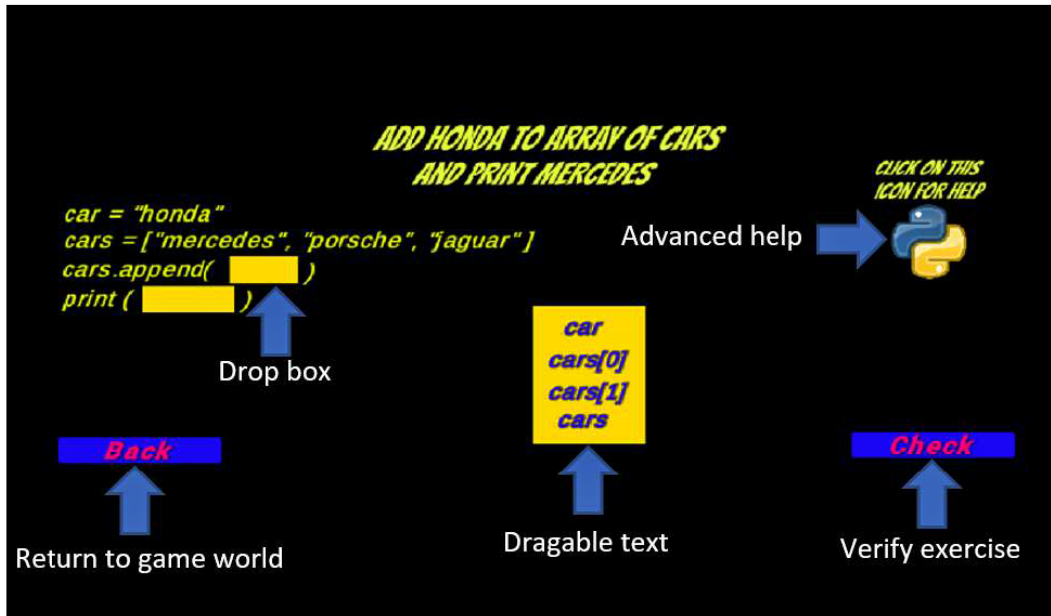 ADD HONDA TO ARRAY OF CARS
AND PRINT MERCEDES
CLICK ON THIS
ICON FOR HELP
car = "honda"
cars = ["mercedes", "porsche", "jaguar" ]
cars.append( )
print ( )
Advanced help
Drop box
car
cars[0]
cars[1]
cars
Back
Check
Return to game world
Dragable text
Verify exercise